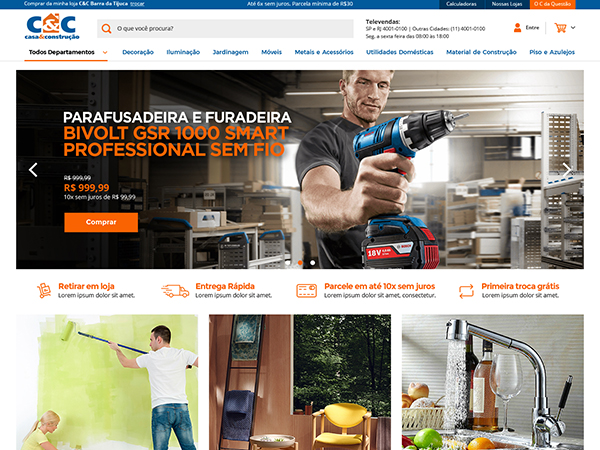 Comprar da minha loja C&C Barra da Tijuca trocar
Até 6x sem juros. Parcela mínima de R$30
Calculadoras
Nossas Lojas
O C da Questão
C&C
casa&construção
O que você procura?
Televendas:
SP e RJ 4001-0100 | Outras Cidades: (11) 4001-0100
Seg. a sexta-feira das 08:00 às 18:00
Entre
Todos Departamentos
Decoração
Iluminação
Jardinagem
Móveis
Metais e Acessórios
Utilidades Domésticas
Material de Construção
Piso e Azulejos
PARAFUSADEIRA E FURADEIRA
BIVOLT GSR 1000 SMART
PROFESSIONAL SEM FIO
R$ 999,99
R$ 999,99
10x sem juros de R$ 99,99
Comprar
18V
BOSCH
Retirar em loja
Lorem ipsum dolor sit amet.
Entrega Rápida
Lorem ipsum dolor sit amet.
Parcele em até 10x sem juros
Lorem ipsum dolor sit amet, consectetur.
Primeira troca grátis
Lorem ipsum dolor sit amet.